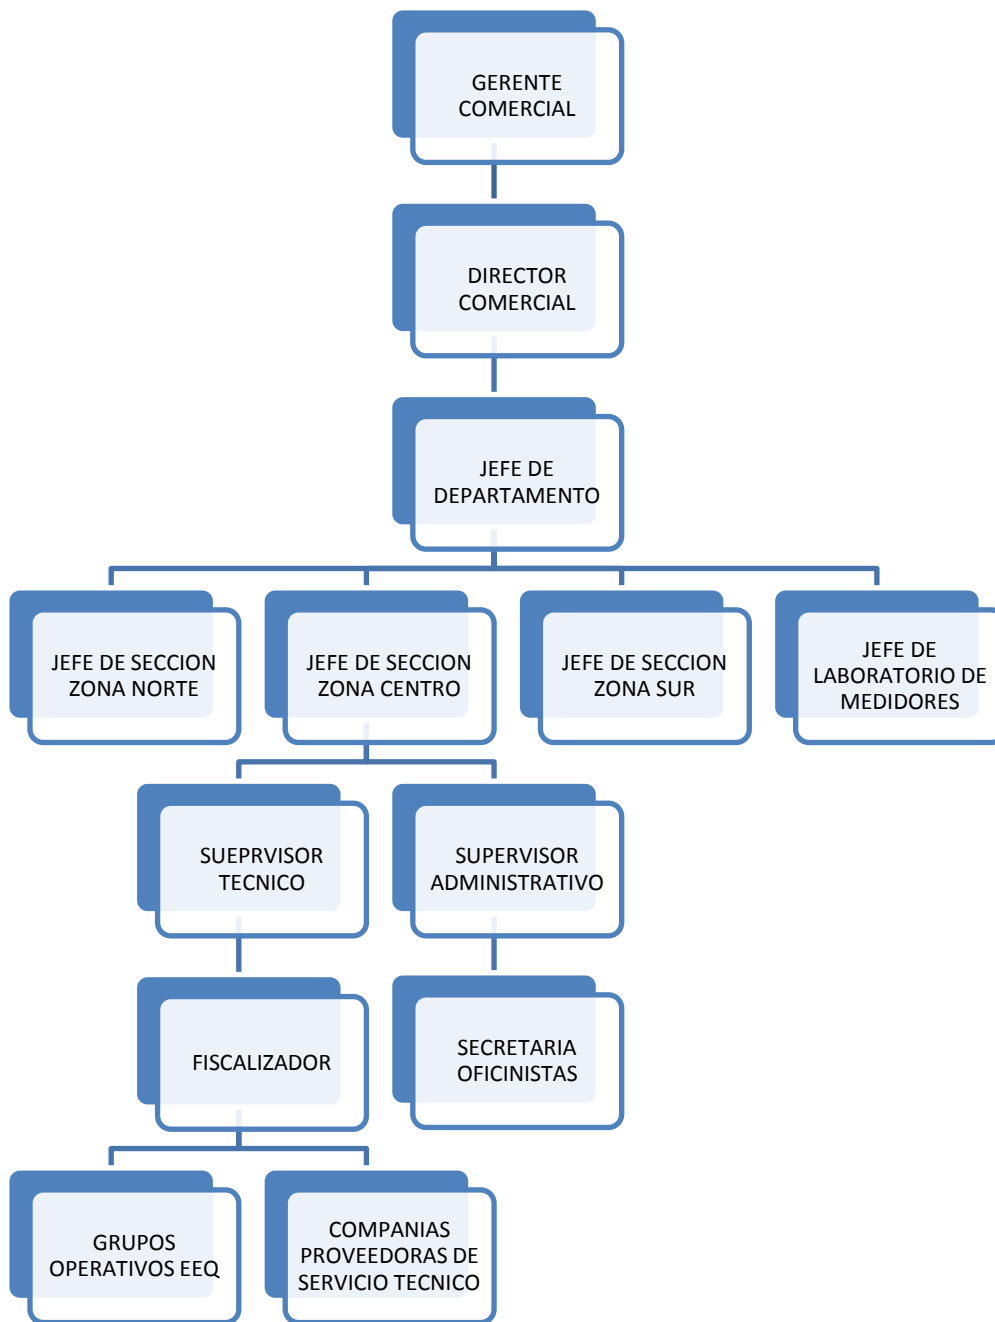 GERENTE
COMERCIAL
DIRECTOR
COMERCIAL
JEFE DE
DEPARTAMENTO
JEFE DE SECCION
ZONA NORTE
JEFE DE SECCION
ZONA CENTRO
JEFE DE SECCION
ZONA SUR
JEFE DE
LABORATORIO DE
MEDIDORES
SUEPRVISOR
TECNICO
SUPERVISOR
ADMINISTRATIVO
FISCALIZADOR
SECRETARIA
OFICINISTAS
GRUPOS
OPERATIVOS EEQ
COMPANIAS
PROVEEDORAS DE
SERVICIO TECNICO